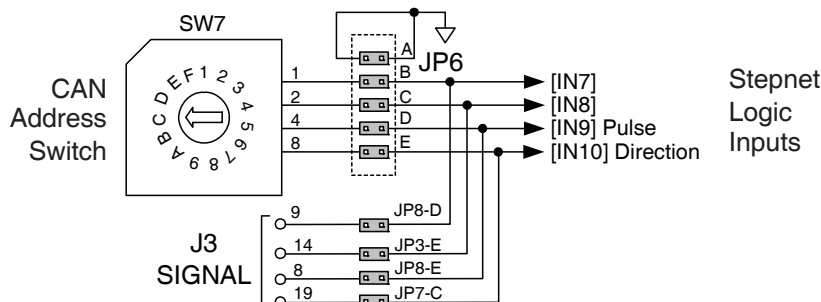 SW7
A
JP6
CAN
Address
Switch
F 1 2 3 4 5 6 7 8 9 A B C D E
1 B [IN7]
2 C [IN8]
4 D [IN9] Pulse
8 E [IN10] Direction
Stepnet
Logic
Inputs
J3
SIGNAL
9 JP8-D
14 JP3-E
8 JP8-E
19 JP7-C